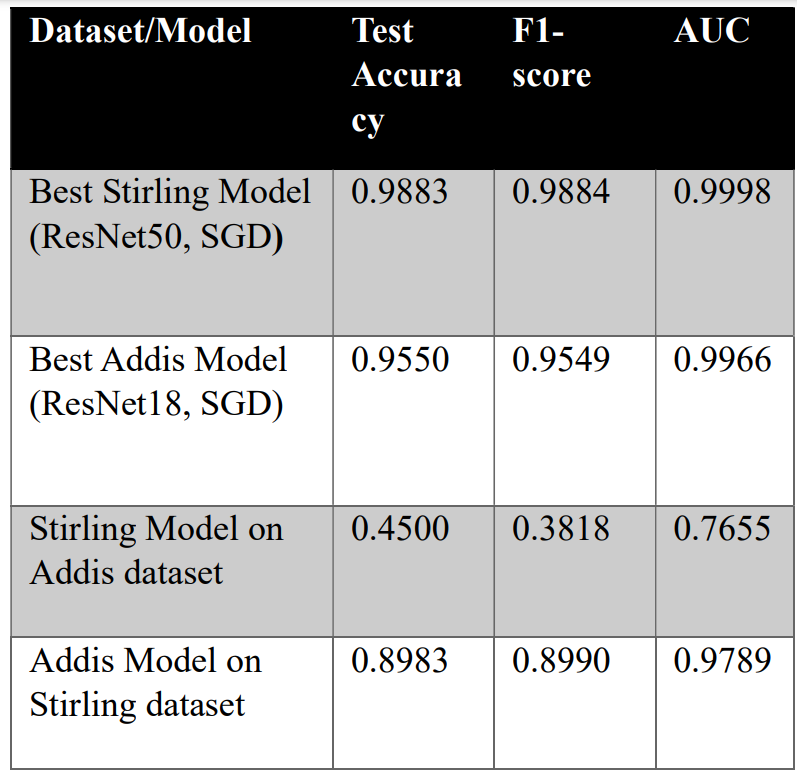 Dataset/Model Test F1- AUC
Accura score
cy
Best Stirling Model 0.9883 0.9884 0.9998
(ResNet50, SGD)
Best Addis Model 0.9550 0.9549 0.9966
(ResNet18, SGD)
Stirling Model on 0.4500 0.3818 0.7655
Addis dataset
Addis Model on 0.8983 0.8990 0.9789
Stirling dataset